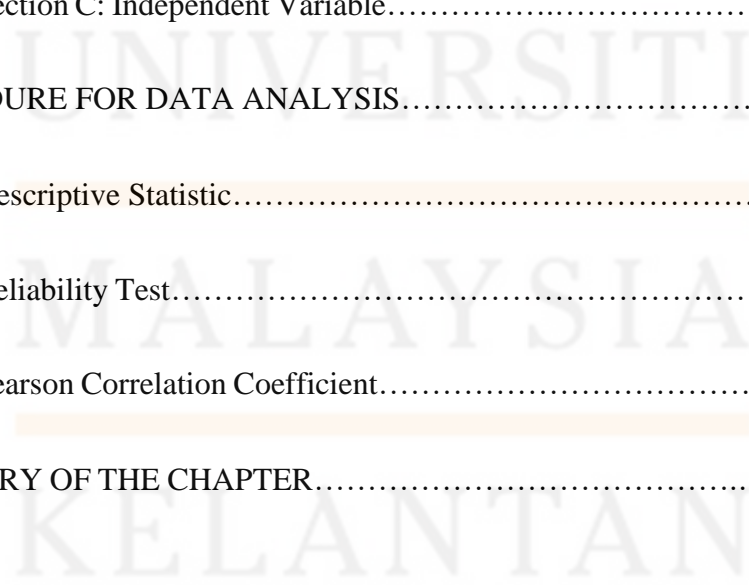 ection C: Independent Variable……………..………………………
UNIVERSITI
DURE FOR DATA ANALYSIS……………………………
escriptive Statistic……………………………………………
MALAYSIA
eliability Test…………………………………………………
earson Correlation Coefficient………………………………
RY OF THE CHAPTER…………………………………..
KELANTAN